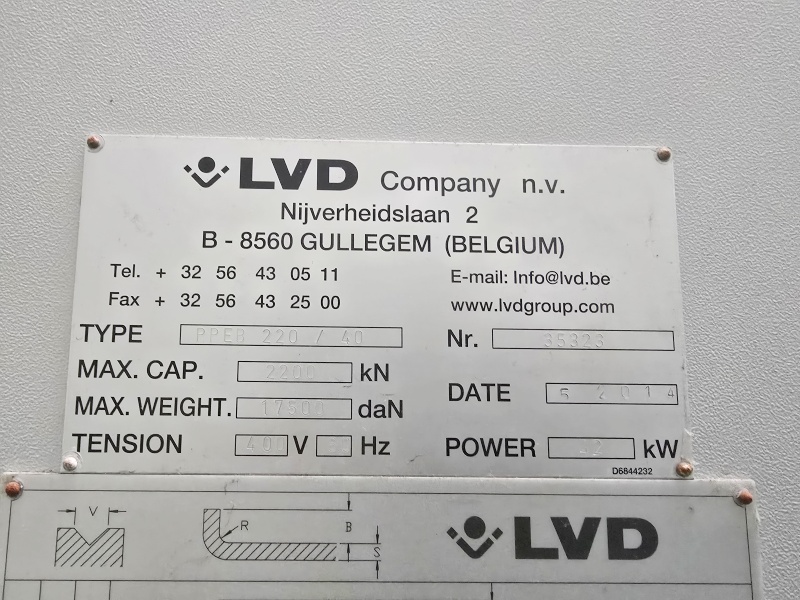 LVD Company n.v.
Nijverheidslaan 2
B - 8560 GULLEGEM (BELGIUM)
Tel. + 32 56 43 05 11
E-mail: Info@lvd.be
Fax + 32 56 43 25 00
www.lvdgroup.com
TYPE PPEB 220 / 40
Nr. 35323
MAX. CAP. 2200 kN
MAX. WEIGHT. 17500 daN
DATE 5 2014
TENSION V Hz
POWER kW
D6844232
V
R
B
S
LVD